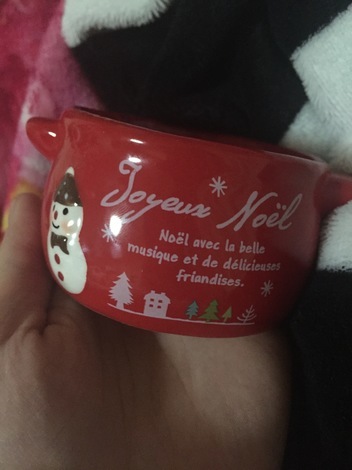 Joyeux Noël
Noël avec la belle
musique et de délicieuses
friandises.